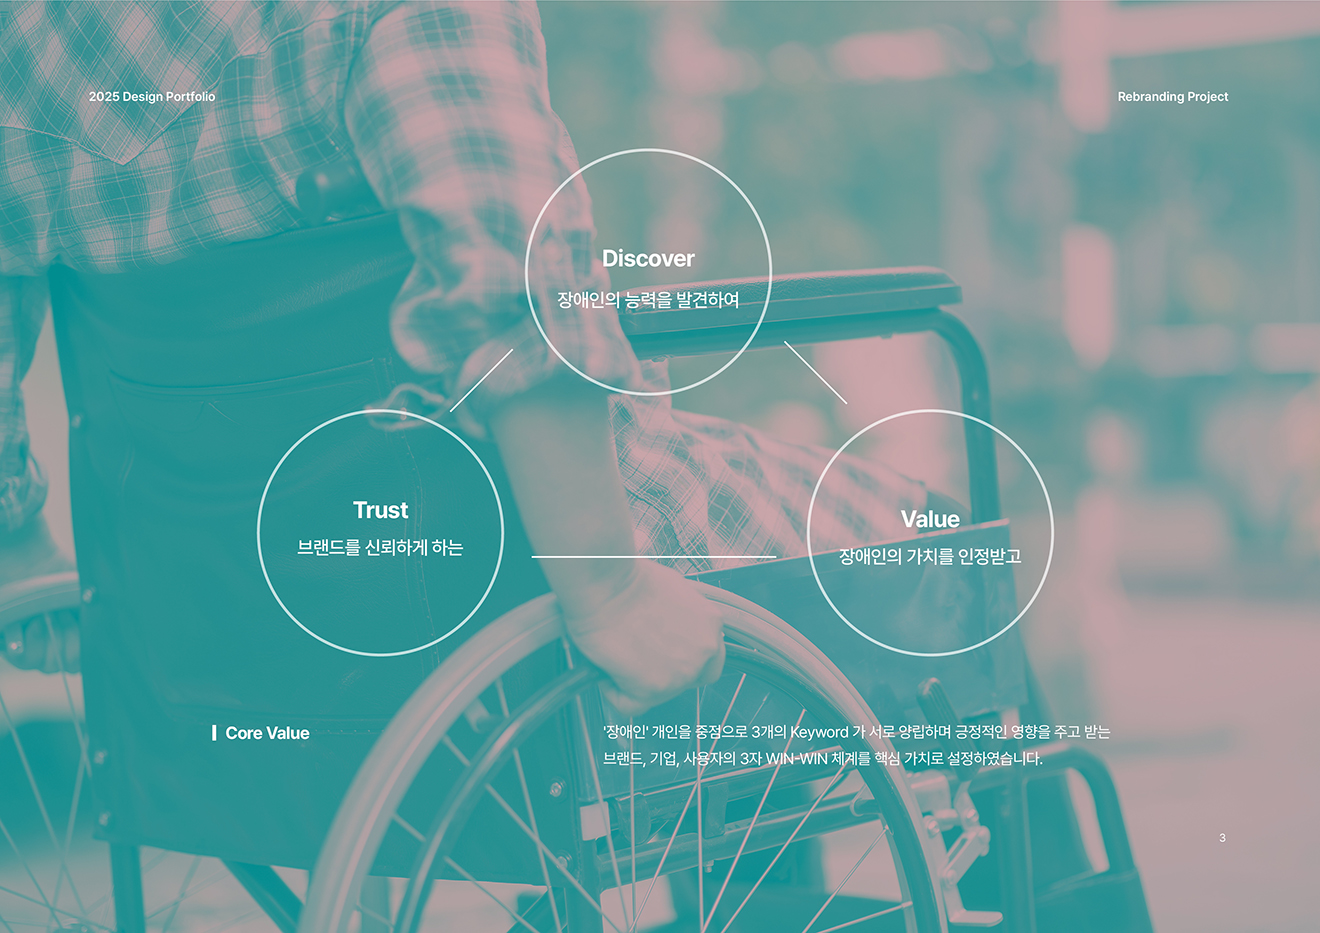 2025 Design Portfolio
Rebranding Project
Discover
장애인의 능력을 발견하여
Trust
브랜드를 신뢰하게 하는
Value
장애인의 가치를 인정받고
Core Value
'장애인' 개인을 중점으로 3개의 Keyword 가 서로 양립하며 긍정적인 영향을 주고 받는
브랜드, 기업, 사용자의 3자 WIN-WIN 체계를 핵심 가치로 설정하였습니다.
3